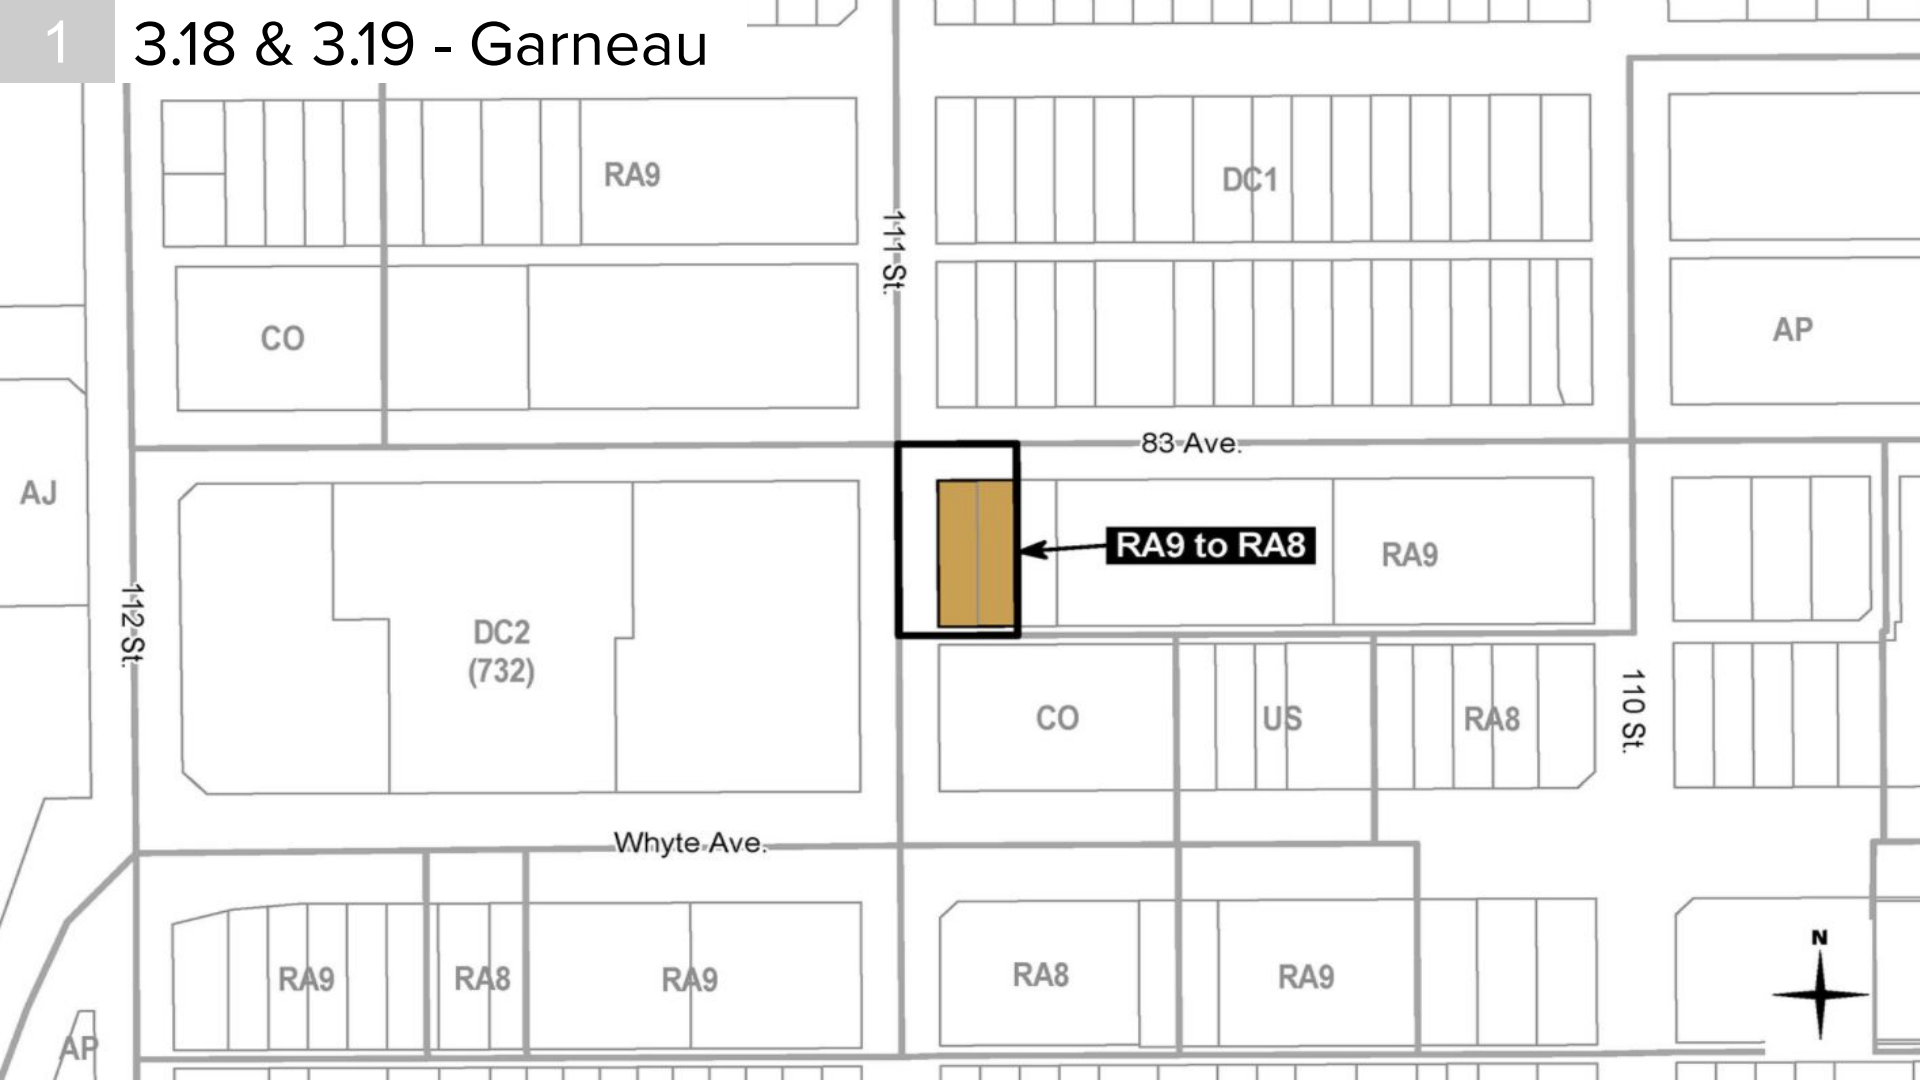 1
3.18 & 3.19 - Garneau
RA9
DC1
111 St.
CO
AP
83 Ave.
AJ
RA9 to RA8
RA9
112 St.
DC2
(732)
CO
US
RA8
110 St.
Whyte Ave.
RA9
RA8
RA9
RA8
RA9
N
AP